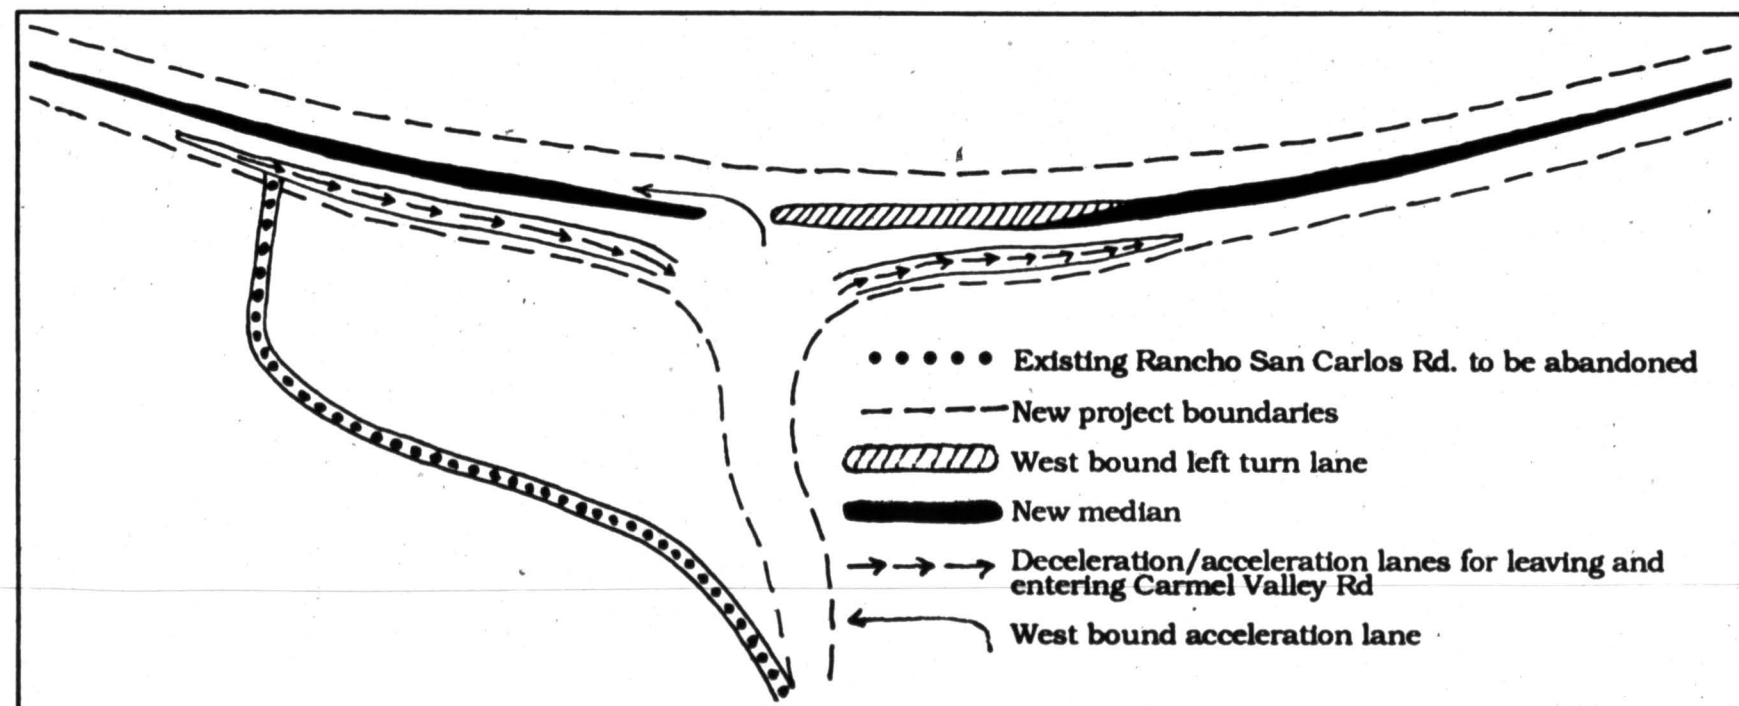 Existing Rancho San Carlos Rd. to be abandoned
New project boundaries
West bound left turn lane
New median
Deceleration/acceleration lanes for leaving and
entering Carmel Valley Rd
West bound acceleration lane